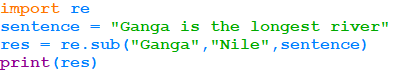 import re
sentence = "Ganga is the longest river"
res = re.sub("Ganga","Nile",sentence)
print(res)